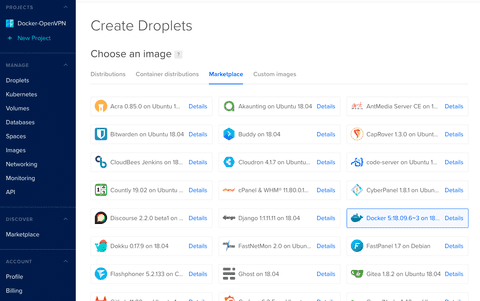 PROJECTS
Docker-OpenVPN
+ New Project
MANAGE
Droplets
Kubernetes
Volumes
Databases
Spaces
Images
Networking
Monitoring
API
DISCOVER
Marketplace
ACCOUNT
Profile
Billing
Create Droplets
Choose an image ?
Distributions Container distributions Marketplace Custom images
Acra 0.85.0 on Ubuntu 1... Details Akaunting on Ubuntu 18.04 Details AntMedia Server CE on 1... Details
Bitwarden on Ubuntu 18.04 Details Buddy on 18.04 Details CapRover 1.3.0 on Ubunt... Details
CloudBees Jenkins on 18... Details Cloudron 4.1.7 on Ubuntu... Details code-server on Ubuntu 1... Details
Countly 19.02 on Ubuntu ... Details cPanel & WHM® 11.80.0.1... Details CyberPanel 1.8.1 on Ubun... Details
Discourse 2.2.0 beta1 on ... Details Django 1:1.11.11 on 18.04 Details Docker 5:18.09.6~3 on 18... Details
Dokku 0.17.9 on 18.04 Details FastNetMon 2.0 on Ubunt... Details FastPanel 1.7 on Debian Details
Flashphoner 5.2.133 on C... Details Ghost on 18.04 Details Gitea 1.8.2 on Ubuntu 18.04 Details